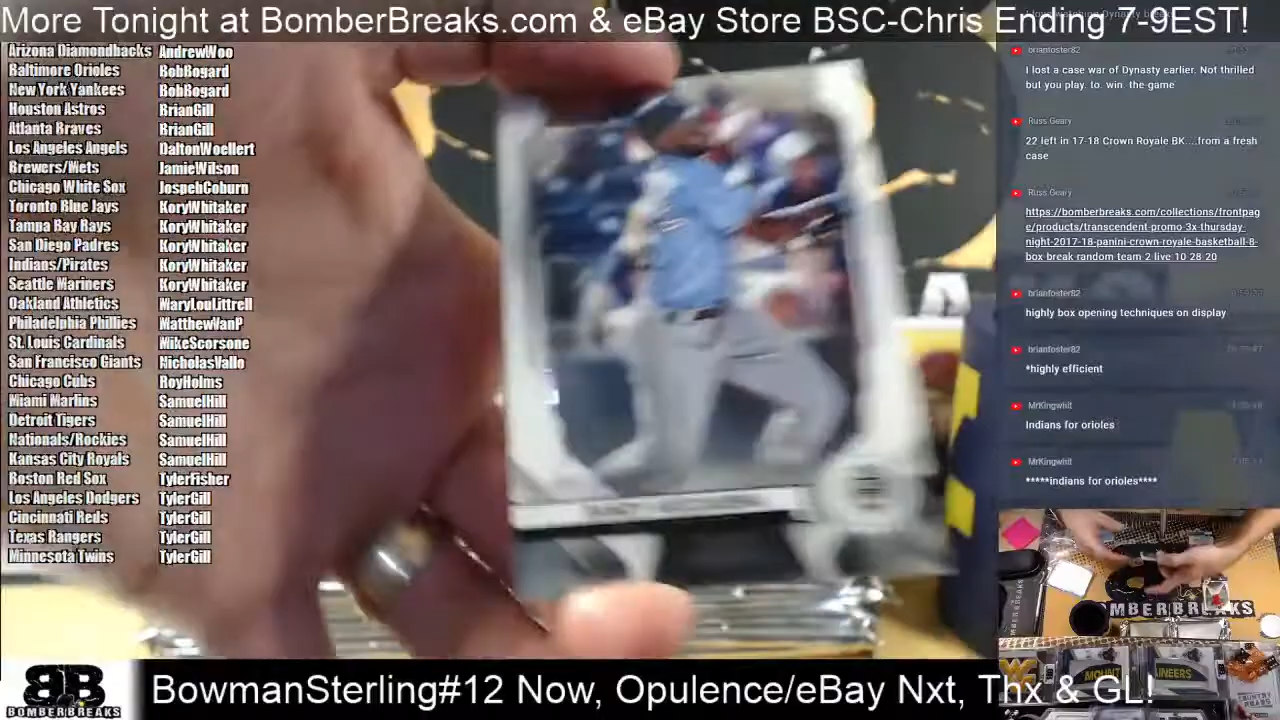 More Tonight at BomberBreaks.com & eBay Store BSC-Chris Ending 7-9EST!
Arizona Diamondbacks AndrewWoo
Baltimore Orioles BobRogard
New York Yankees BobRogard
Houston Astros BrianGill
Atlanta Braves BrianGill
Los Angeles Angels DaltonWoellert
Brewers/Mets JamieWilson
Chicago White Sox JospehCoburn
Toronto Blue Jays KoryWhitaker
Tampa Bay Rays KoryWhitaker
San Diego Padres KoryWhitaker
Indians/Pirates KoryWhitaker
Seattle Mariners KoryWhitaker
Oakland Athletics MaryLouLittrell
Philadelphia Phillies MatthewVanP
St. Louis Cardinals MikeScorsone
San Francisco Giants NicholasVallo
Chicago Cubs RoyHolms
Miami Marlins SamuelHill
Detroit Tigers SamuelHill
Nationals/Rockies SamuelHill
Kansas City Royals SamuelHill
Boston Red Sox TylerFisher
Los Angeles Dodgers TylerGill
Cincinnati Reds TylerGill
Texas Rangers TylerGill
Minnesota Twins TylerGill
brianfoster82
I lost a case war of Dynasty earlier. Not thrilled
but you play. to. win. the game
Russ Geary
22 left in 17-18 Crown Royale BK....from a fresh
case
Russ Geary
https://bomberbreaks.com/collections/frontpag
e/products/transcendent-promo-3x-thursday-
night-2017-18-panini-crown-royale-basketball-8-
box-break-random-team-2-live-10-28-20
brianfoster82
highly box opening techniques on display
brianfoster82
*highly efficient
MrKingwhit
Indians for orioles
MrKingwhit
*****indians for orioles****
OMBERBREAKS
MOUNT
AINEERS
BB
BOMBERBREAKS
BowmanSterling#12 Now, Opulence/eBay Nxt, Thx & GL!